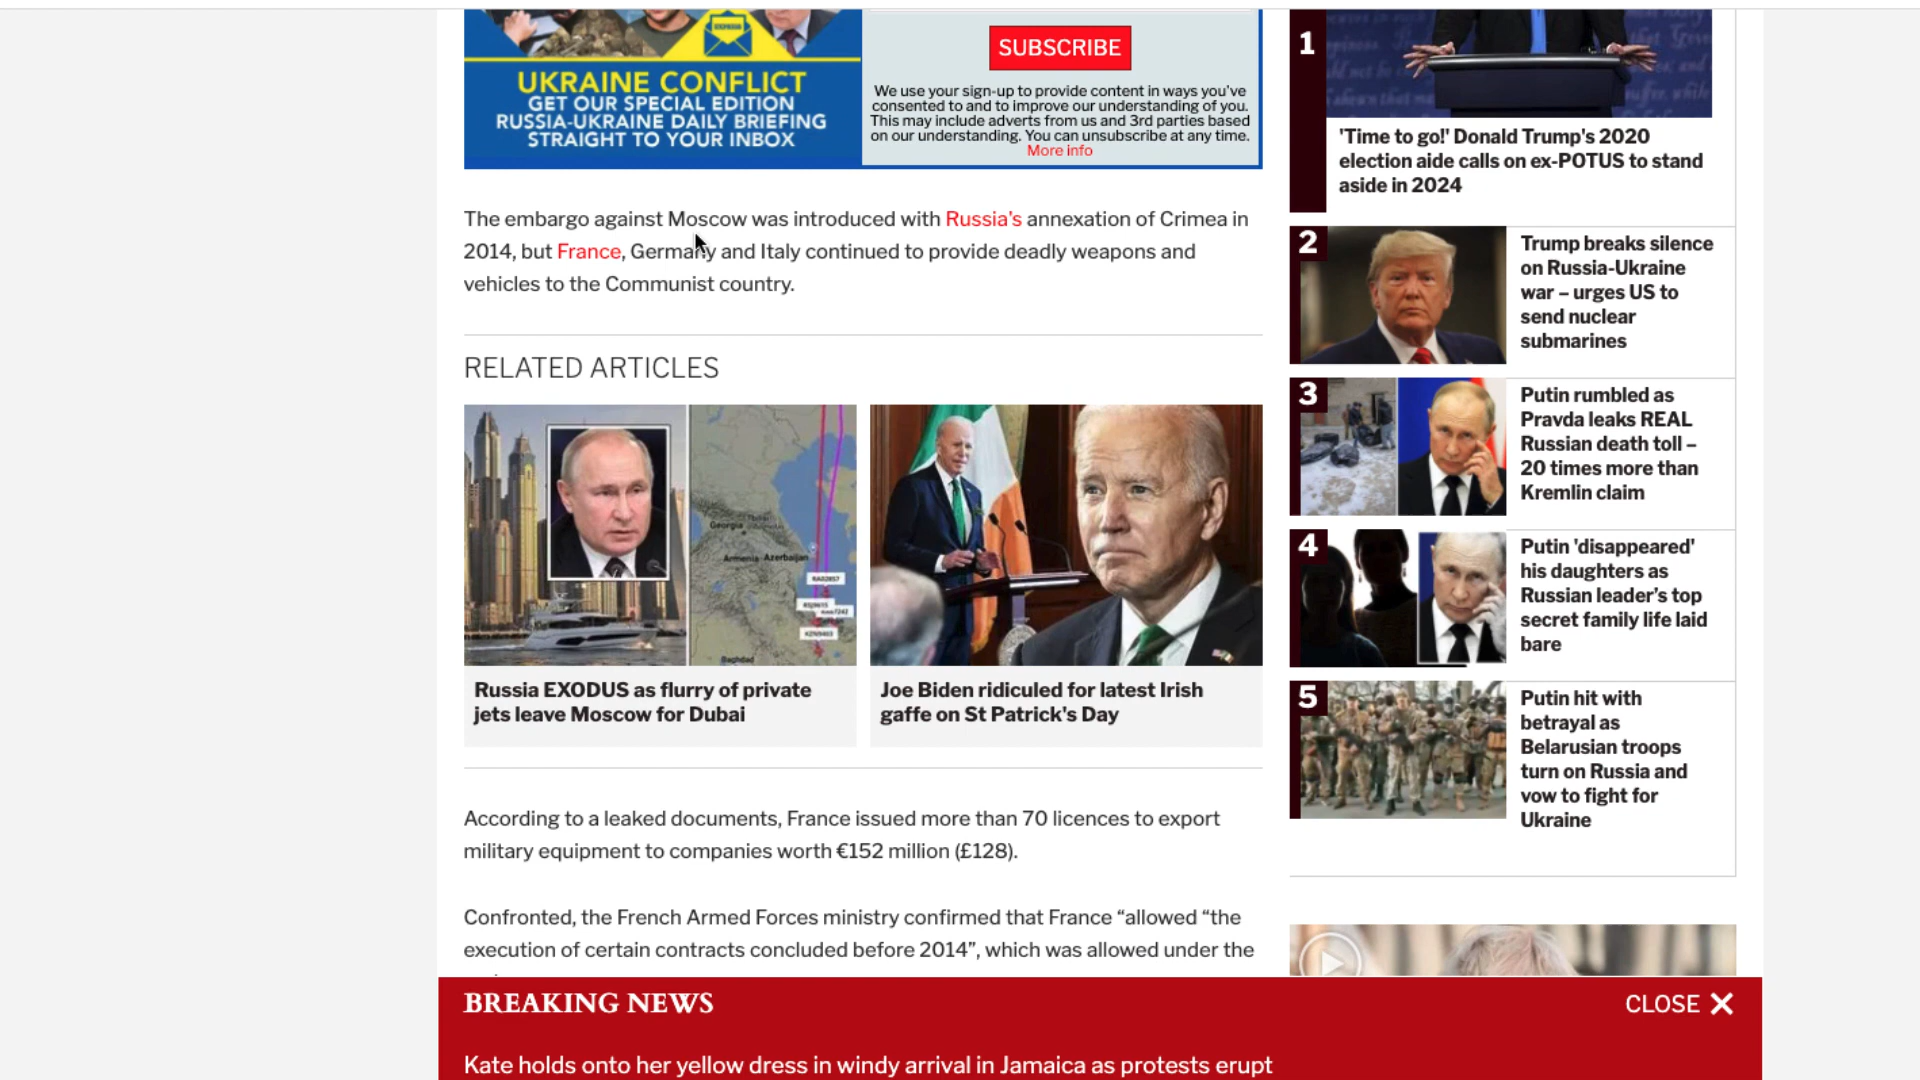 UKRAINE CONFLICT
GET OUR SPECIAL EDITION
RUSSIA-UKRAINE DAILY BRIEFING
STRAIGHT TO YOUR INBOX
SUBSCRIBE
We use your sign-up to provide content in ways you've
consented to and to improve our understanding of you.
This may include adverts from us and 3rd parties based
on our understanding. You can unsubscribe at any time.
More info
The embargo against Moscow was introduced with Russia's annexation of Crimea in
2014, but France, Germany and Italy continued to provide deadly weapons and
vehicles to the Communist country.
RELATED ARTICLES
Georgia
Armenia Azerbaijan
Baghdad
Russia EXODUS as flurry of private
jets leave Moscow for Dubai
Joe Biden ridiculed for latest Irish
gaffe on St Patrick's Day
According to a leaked documents, France issued more than 70 licences to export
military equipment to companies worth €152 million (£128).
Confronted, the French Armed Forces ministry confirmed that France “allowed “the
execution of certain contracts concluded before 2014”, which was allowed under the
1
'Time to go!' Donald Trump's 2020
election aide calls on ex-POTUS to stand
aside in 2024
2
Trump breaks silence
on Russia-Ukraine
war – urges US to
send nuclear
submarines
3
Putin rumbled as
Pravda leaks REAL
Russian death toll –
20 times more than
Kremlin claim
4
Putin 'disappeared'
his daughters as
Russian leader's top
secret family life laid
bare
5
Putin hit with
betrayal as
Belarusian troops
turn on Russia and
vow to fight for
Ukraine
BREAKING NEWS
CLOSE
Kate holds onto her yellow dress in windy arrival in Jamaica as protests erupt